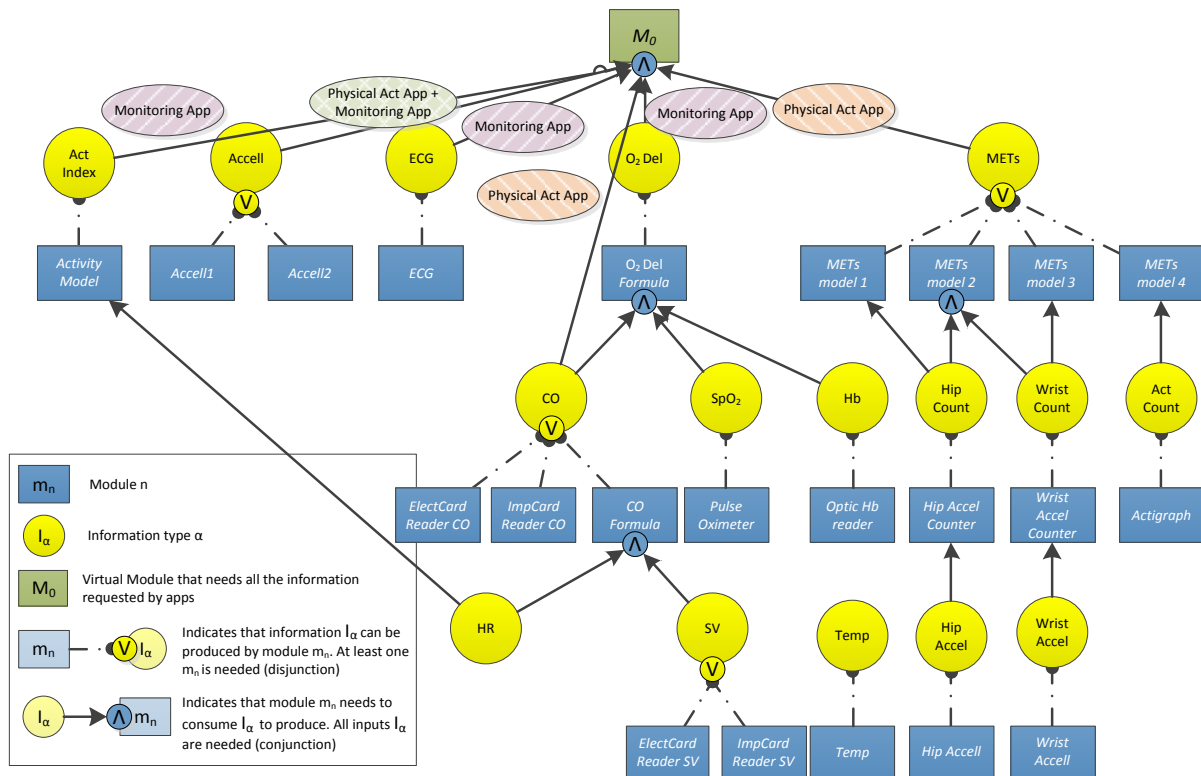 M0
Λ
Physical Act App +
Monitoring App
Monitoring App
Monitoring App
Monitoring App
Physical Act App
Act
Index
Accell
V
ECG
O2 Del
METs
V
Physical Act App
Activity
Model
Accell1
Accell2
ECG
O2 Del
Formula
Λ
METs
model 1
METs
model 2
Λ
METs
model 3
METs
model 4
CO
V
SpO2
Hb
Hip
Count
Wrist
Count
Act
Count
ElectCard
Reader CO
ImpCard
Reader CO
CO
Formula
Λ
Pulse
Oximeter
Optic Hb
reader
Hip Accel
Counter
Wrist
Accel
Counter
Actigraph
HR
SV
V
Temp
Hip
Accel
Wrist
Accel
ElectCard
Reader SV
ImpCard
Reader SV
Temp
Hip Accell
Wrist
Accell
mn
Module n
Iα
Information type α
M0
Virtual Module that needs all the information
requested by apps
mn
V
Iα
Indicates that information Iα can be
produced by module mn. At least one
mn is needed (disjunction)
Iα
Λ
mn
Indicates that module mn needs to
consume Iα to produce. All inputs Iα
are needed (conjunction)